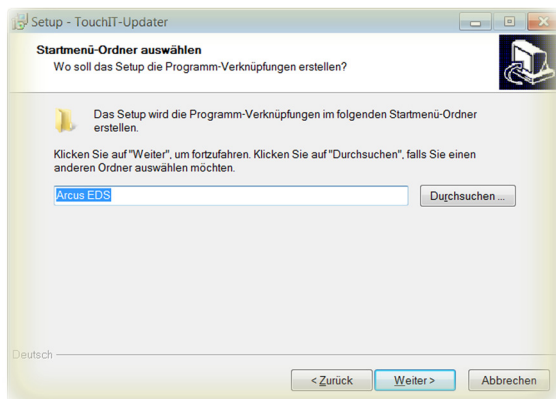 Setup - TouchIT-Updater
Startmenü-Ordner auswählen
Wo soll das Setup die Programm-Verknüpfungen erstellen?
Das Setup wird die Programm-Verknüpfungen im folgenden Startmenü-Ordner
erstellen.
Klicken Sie auf "Weiter", um fortzufahren. Klicken Sie auf "Durchsuchen", falls Sie einen
anderen Ordner auswählen möchten.
Arcus EDS
Durchsuchen ...
Deutsch
< Zurück
Weiter >
Abbrechen